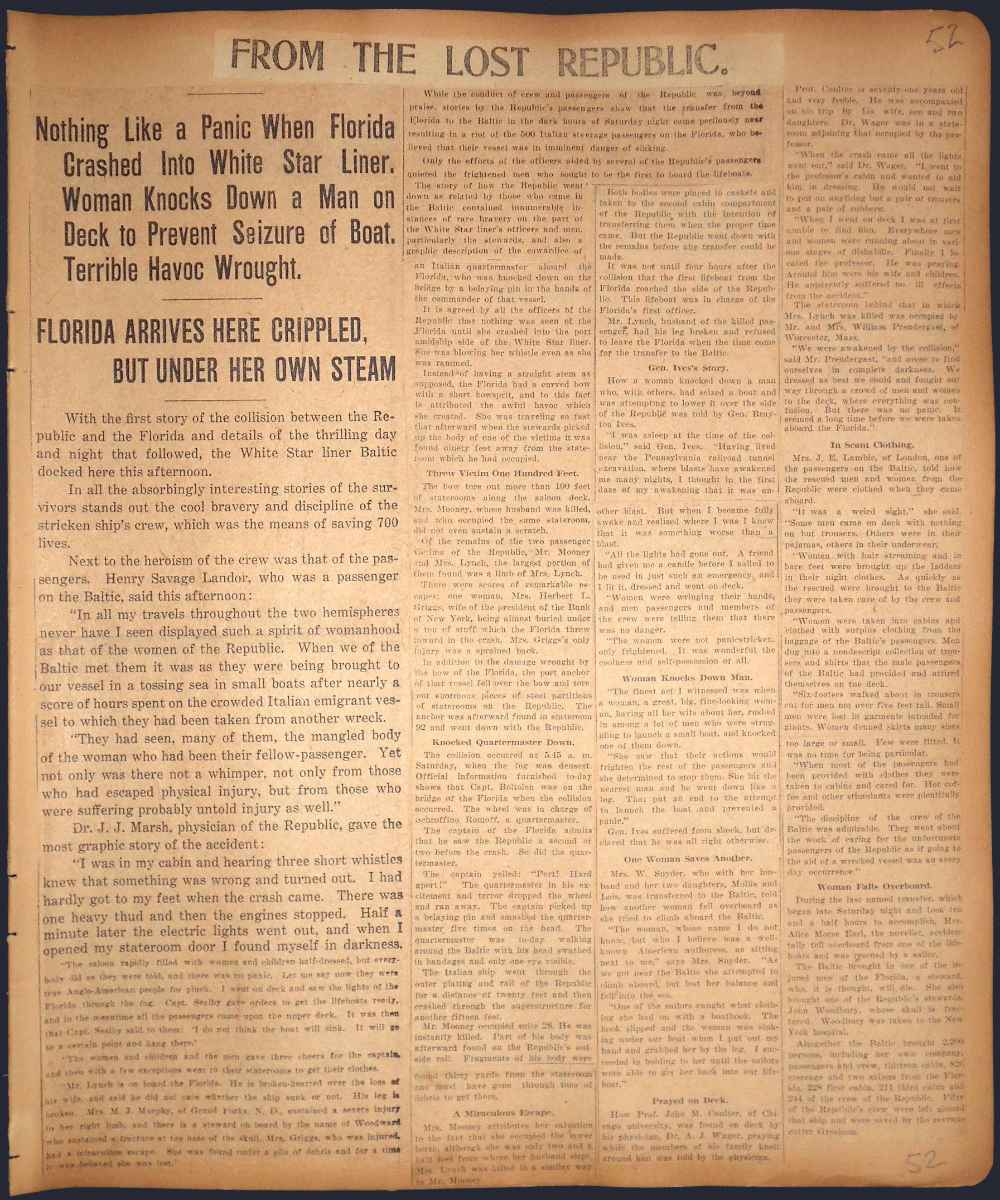 52
FROM THE LOST REPUBLIC.
Nothing Like a Panic When Florida
Crashed Into White Star Liner.
Woman Knocks Down a Man on
Deck to Prevent Seizure of Boat.
Terrible Havoc Wrought.
FLORIDA ARRIVES HERE CRIPPLED,
BUT UNDER HER OWN STEAM
With the first story of the collision between the Re-
public and the Florida and details of the thrilling day
and night that followed, the White Star liner Baltic
docked here this afternoon.
In all the absorbingly interesting stories of the sur-
vivors stands out the cool bravery and discipline of the
stricken ship's crew, which was the means of saving 700
lives.
Next to the heroism of the crew was that of the pas-
sengers. Henry Savage Landor, who was a passenger
on the Baltic, said this afternoon:
"In all my travels throughout the two hemispheres
never have I seen displayed such a spirit of womanhood
as that of the women of the Republic. When we of the
Baltic met them it was as they were being brought to
our vessel in a tossing sea in small boats after nearly a
score of hours spent on the crowded Italian emigrant ves-
sel to which they had been taken from another wreck.
"They had seen, many of them, the mangled body
of the woman who had been their fellow-passenger. Yet
not only was there not a whimper, not only from those
who had escaped physical injury, but from those who
were suffering probably untold injury as well."
Dr. J. J. Marsh, physician of the Republic, gave the
most graphic story of the accident:
"I was in my cabin and hearing three short whistles
knew that something was wrong and turned out. I had
hardly got to my feet when the crash came. There was
one heavy thud and then the engines stopped. Half a
minute later the electric lights went out, and when I
opened my stateroom door I found myself in darkness.
"The saloon rapidly filled with women and children half-dressed, but every-
body did as they were told, and there was no panic. Let me say now they were
true Anglo-American people for pluck. I went on deck and saw the lights of the
Florida through the fog. Capt. Sealby gave orders to get the lifeboats ready,
and in the meantime all the passengers came upon the upper deck. It was then
that Capt. Sealby said to them: 'I do not think the boat will sink. It will go
to a certain point and hang there.'
"The women and children and the men gave three cheers for the captain,
and then with a few exceptions went to their staterooms to get their clothes.
"Mr. Lynch is on board the Florida. He is broken-hearted over the loss of
his wife, and said he did not care whether the ship sunk or not. His leg is
broken. Mrs. M. J. Murphy, of Grand Forks, N. D., sustained a severe injury
to her right bush, and there is a steward on board by the name of Woodward
who sustained a fracture at the base of the skull. Mrs. Griggs, who was injured,
had a miraculous escape. She was found under a pile of debris and for a time
it was debated she was lost."
While the conduct of crew and passengers of the Republic was beyond
praise, stories by the Republic's passengers show that the transfer from the
Florida to the Baltic in the dark hours of Saturday night came perilously near
resulting in a riot of the 500 Italian steerage passengers on the Florida, who be-
lieved that their vessel was in imminent danger of sinking.
Only the efforts of the officers aided by several of the Republic's passengers
quieted the frightened men who sought to be the first to board the lifeboats.
The story of how the Republic went
down as related by those who came in
the Baltic contained innumerable in-
stances of rare bravery on the part of
the White Star liner's officers and men,
particularly the stewards, and also a
graphic description of the cowardice of
an Italian quartermaster aboard the
Florida, who was knocked down on the
bridge by a belaying pin in the hands of
the commander of that vessel.
It is agreed by all the officers of the
Republic that nothing was seen of the
Florida until she crashed into the port
amidship side of the White Star liner.
She was blowing her whistle even as she
was rammed.
Instead of having a straight stem as
supposed, the Florida had a curved bow
with a short bowsprit, and to this fact
is attributed the awful havoc which
she created. She was traveling so fast
that afterward when the stewards picked
up the body of one of the victims it was
found ninety feet away from the state-
room which he had occupied.
Threw Victim One Hundred Feet.
The bow tore out more than 100 feet
of staterooms along the saloon deck.
Mrs. Mooney, whose husband was killed,
and who occupied the same stateroom,
did not even sustain a scratch.
Of the remains of the two passenger
victims of the Republic, Mr. Mooney
and Mrs. Lynch, the largest portion of
them found was a limb of Mrs. Lynch.
There were scores of remarkable es-
capes; one woman, Mrs. Herbert L.
Griggs, wife of the president of the Bank
of New York, being almost buried under
a ton of stuff which the Florida threw
inward in the crash. Mrs. Griggs's only
injury was a sprained back.
In addition to the damage wrought by
the bow of the Florida, the port anchor
of that vessel fell over the bow and tore
out enormous pieces of steel partitions
of staterooms on the Republic. The
anchor was afterward found in stateroom
92 and went down with the Republic.
Knocked Quartermaster Down.
The collision occurred at 5.45 a. m.
Saturday, when the fog was densest.
Official information furnished to-day
shows that Capt. Boltolen was on the
bridge of the Florida when the collision
occurred. The wheel was in charge of
Schroffino Romoff, a quartermaster.
The captain of the Florida admits
that he saw the Republic a second or
two before the crash. So did the quar-
termaster.
The captain yelled: "Port! Hard
aport!" The quartermaster in his ex-
citement and terror dropped the wheel
and ran away. The captain picked up
a belaying pin and smashed the quarter-
master five times on the head. The
quartermaster was to-day walking
around the Baltic with his head swathed
in bandages and only one eye visible.
The Italian ship went through the
outer plating and rail of the Republic
for a distance of twenty feet and then
crashed through the superstructure for
another fifteen feet.
Mr. Mooney occupied suite 28. He was
instantly killed. Part of his body was
afterward found on the Republic's out-
side rail. Fragments of his body were
found thirty yards from the stateroom
and must have gone through tons of
debris to get there.
A Miraculous Escape.
Mrs. Mooney attributes her salvation
to the fact that she occupied the lower
berth, although she was only two and a
half feet from where her husband slept.
Mrs. Lynch was killed in a similar way
to Mr. Mooney.
Both bodies were placed in caskets and
taken to the second cabin compartment
of the Republic with the intention of
transferring them when the proper time
came. But the Republic went down with
the remains before any transfer could be
made.
It was not until four hours after the
collision that the first lifeboat from the
Florida reached the side of the Repub-
lic. This lifeboat was in charge of the
Florida's first officer.
Mr. Lynch, husband of the killed pas-
senger, had his leg broken and refused
to leave the Florida when the time come
for the transfer to the Baltic.
Gen. Ives's Story.
How a woman knocked down a man
who, with others, had seized a boat and
was attempting to lower it over the side
of the Republic was told by Gen. Bray-
ton Ives.
"I was asleep at the time of the col-
lision," said Gen. Ives. "Having lived
near the Pennsylvania railroad tunnel
excavation, where blasts have awakened
me many nights, I thought in the first
daze of my awakening that it was an-
other blast. But when I became fully
awake and realized where I was I knew
that it was something worse than a
blast.
"All the lights had gone out. A friend
had given me a candle before I sailed to
be used in just such an emergency, and
I lit it, dressed and went on deck.
"Women were wringing their hands,
and men passengers and members of
the crew were telling them that there
was no danger.
"The women were not panic-stricken,
only frightened. It was wonderful the
coolness and self-possession of all.
Woman Knocks Down Man.
"The finest act I witnessed was when
a woman, a great, big, fine-looking wom-
an, having all her wits about her, rushed
in among a lot of men who were strug-
gling to launch a small boat, and knocked
one of them down.
"She saw that their actions would
frighten the rest of the passengers and
she determined to stop them. She hit the
nearest man and he went down like a
log. That put an end to the attempt
to launch the boat and prevented a
panic."
Gen. Ives suffered from shock, but de-
clared that he was all right otherwise.
One Woman Saves Another.
Mrs. W. Snyder, who with her hus-
band and her two daughters, Mollie and
Lois, was transferred to the Baltic, told
how another woman fell overboard as
she tried to climb aboard the Baltic.
"The woman, whose name I do not
know, but who I believe was a well-
known American authoress, as sitting
next to me," says Mrs. Snyder. "As
we got near the Baltic she attempted to
climb aboard, but lost her balance and
fell into the sea.
"One of the sailors caught what cloth-
ing she had on with a boathook. The
hook slipped and the woman was sink-
ing under our boat when I put out my
hand and grabbed her by the leg. I suc-
ceeded in holding to her until the sailors
were able to get her back into our life-
boat."
Prayed on Deck.
How Prof. John M. Coulter, of Chi-
cago university, was found on deck by
his physician, Dr. A. J. Wager, praying
while the members of his family knelt
around him was told by the physician.
Prof. Coulter is seventy-one years old
and very feeble. He was accompanied
on his trip by his wife, son and two
daughters. Dr. Wager was in a state-
room adjoining that occupied by the pro-
fessor.
"When the crash came all the lights
went out," said Dr. Wager. "I went to
the professor's cabin and wanted to aid
him in dressing. He would not wait
to put on anything but a pair of trousers
and a pair of rubbers.
"When I went on deck I was at first
unable to find him. Everywhere men
and women were running about in vari-
ous stages of dishabille. Finally I lo-
cated the professor. He was praying.
Around him were his wife and children.
He apparently suffered no ill effects
from the accident."
The stateroom behind that in which
Mrs. Lynch was killed was occupied by
Mr. and Mrs. William Prendergast, of
Worcester, Mass.
"We were awakened by the collision,"
said Mr. Prendergast, "and arose to find
ourselves in complete darkness. We
dressed as best we could and fought our
way through a crowd of men and women
to the deck, where everything was con-
fusion. But there was no panic. It
seemed a long time before we were taken
aboard the Florida."
In Scant Clothing.
Mrs. J. E. Lambie, of London, one of
the passengers on the Baltic, told how
the rescued men and women from the
Republic were clothed when they came
aboard.
"It was a weird sight," she said.
"Some men came on deck with nothing
on but trousers. Others were in their
pajamas, others in their underwear.
"Women with hair streaming and in
bare feet were brought up the ladders
in their night clothes. As quickly as
the rescued were brought to the Baltic
they were taken care of by the crew and
passengers.
"Women were taken into cabins and
clothed with surplus clothing from the
baggage of the Baltic's passengers. Men
dug into a nondescript collection of trou-
sers and shirts that the male passengers
of the Baltic had provided and attired
themselves on the deck.
"Six-footers walked about in trousers
cut for men not over five feet tall. Small
men were lost in garments intended for
giants. Women donned skirts many sizes
too large or small. Few were fitted. It
was no time for being particular.
"When most of the passengers had
been provided with clothes they were
taken to cabins and cared for. Hot cof-
fee and other stimulants were plentifully
provided.
"The discipline of the crew of the
Baltic was admirable. They went about
the work of caring for the unfortunate
passengers of the Republic as if going to
the aid of a wrecked vessel was an every
day occurrence."
Woman Falls Overboard.
During the last named transfer, which
began late Saturday night and took ten
and a half hours to accomplish, Mrs.
Alice Morse Earl, the novelist, acciden-
tally fell overboard from one of the life-
boats and was rescued by a sailor.
The Baltic brought in one of the in-
jured men of the Florida, a steward,
who, it is thought, will die. She also
brought one of the Republic's stewards,
John Woodbury, whose skull is frac-
tured. Woodbury was taken to the New
York hospital.
Altogether the Baltic brought 2,200
persons, including her own company,
passengers and crew, thirteen cabin, 820
steerage and two saloon from the Flor-
ida, 228 first cabin, 211 third cabin and
244 of the crew of the Republic. Fifty
of the Republic's crew were left aboard
that ship and were saved by the revenue
cutter Gresham.
52